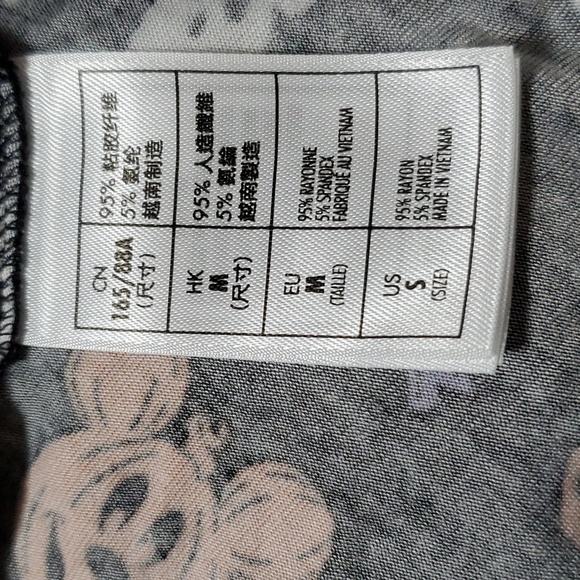 CN
165/88A
(尺寸)
95% 粘胶纤维
5% 氨纶
越南制造
HK
M
(尺寸)
95% 人造纖維
5% 氨綸
越南製造
EU
M
(TAILLE)
95% RAYONNE
5% SPANDEX
FABRIQUÉ AU VIETNAM
US
S
(SIZE)
95% RAYON
5% SPANDEX
MADE IN VIETNAM